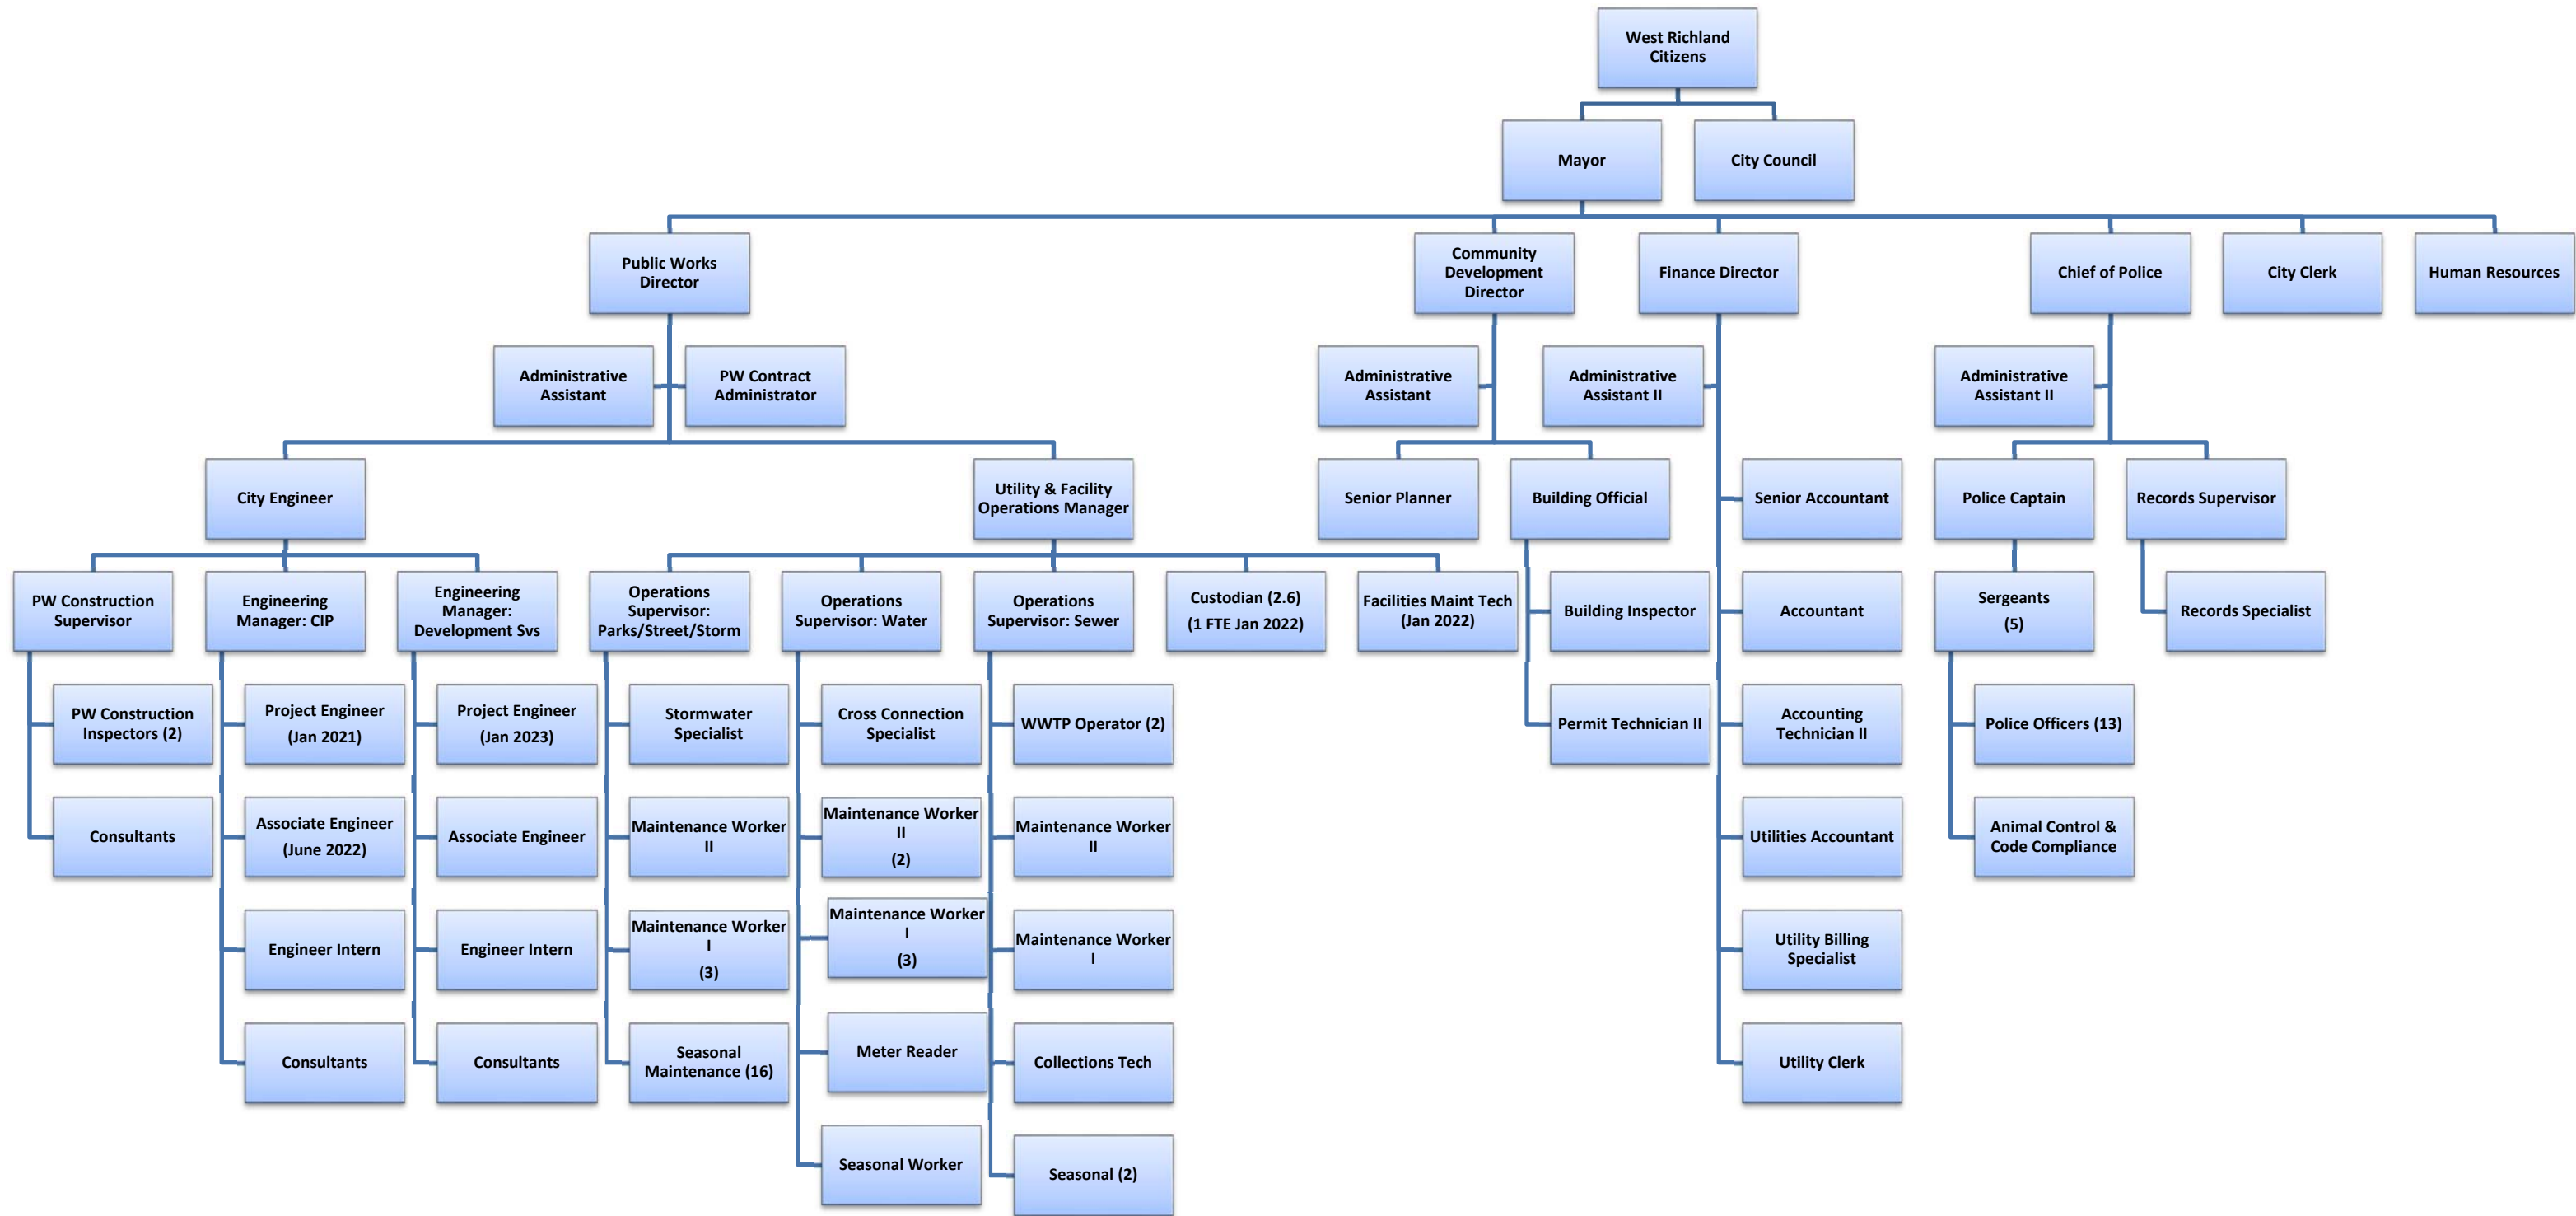 West Richland
Citizens
Mayor
City Council
Public Works
Director
Community
Development
Director
Finance Director
Chief of Police
City Clerk
Human Resources
Administrative
Assistant
PW Contract
Administrator
Administrative
Assistant
Administrative
Assistant II
Administrative
Assistant II
City Engineer
Utility & Facility
Operations Manager
Senior Planner
Building Official
Senior Accountant
Police Captain
Records Supervisor
PW Construction
Supervisor
Engineering
Manager: CIP
Engineering
Manager:
Development Svs
Operations
Supervisor:
Parks/Street/Storm
Operations
Supervisor: Water
Operations
Supervisor: Sewer
Custodian (2.6)
(1 FTE Jan 2022)
Facilities Maint Tech
(Jan 2022)
Building Inspector
Accountant
Sergeants
(5)
Records Specialist
PW Construction
Inspectors (2)
Project Engineer
(Jan 2021)
Project Engineer
(Jan 2023)
Stormwater
Specialist
Cross Connection
Specialist
WWTP Operator (2)
Permit Technician II
Accounting
Technician II
Police Officers (13)
Consultants
Associate Engineer
(June 2022)
Associate Engineer
Maintenance Worker
II
Maintenance Worker
II
(2)
Maintenance Worker
II
Utilities Accountant
Animal Control &
Code Compliance
Engineer Intern
Engineer Intern
Maintenance Worker
I
(3)
Maintenance Worker
I
(3)
Maintenance Worker
I
Utility Billing
Specialist
Consultants
Consultants
Seasonal
Maintenance (16)
Meter Reader
Collections Tech
Utility Clerk
Seasonal Worker
Seasonal (2)